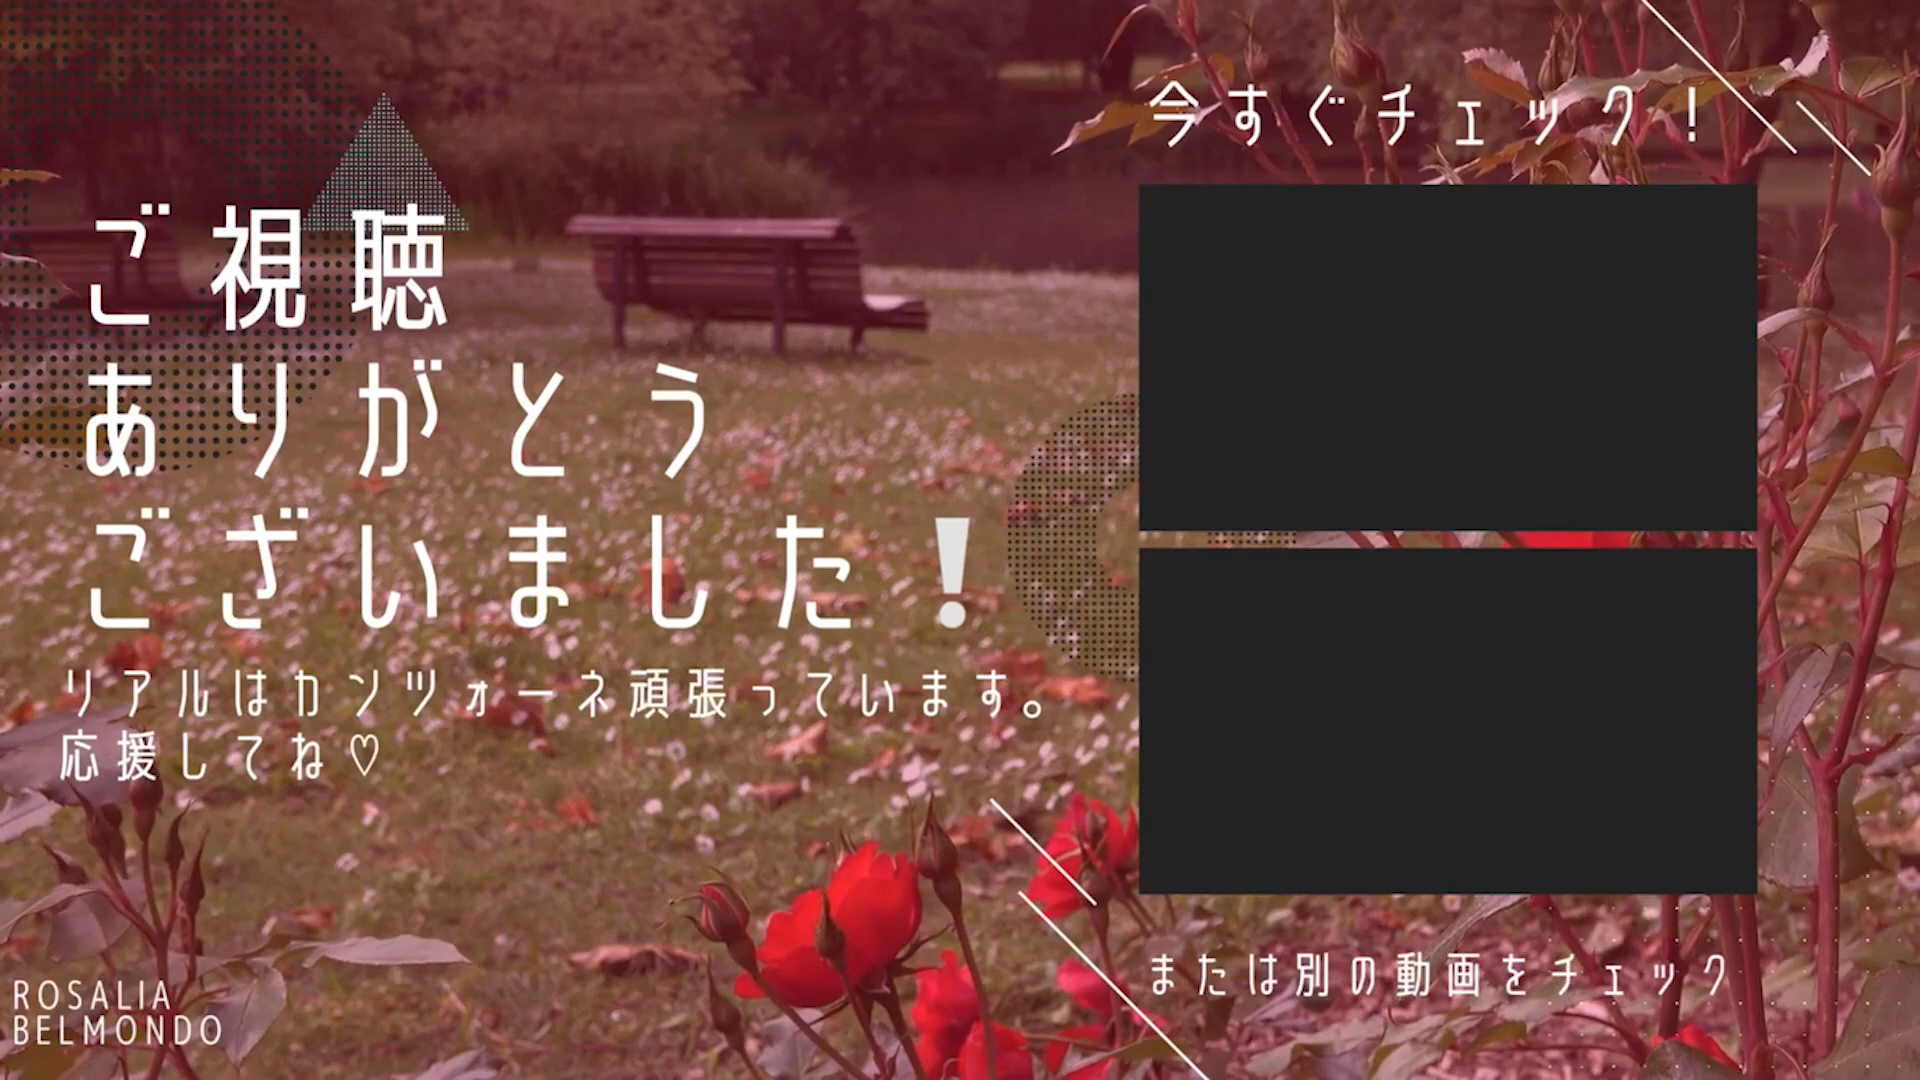 ご視聴
ありがとう
ございました!
リアルはカンツォーネ頑張っています。
応援してね♡
ROSALIA
BELMONDO
今すぐチェック!
または別の動画をチェック